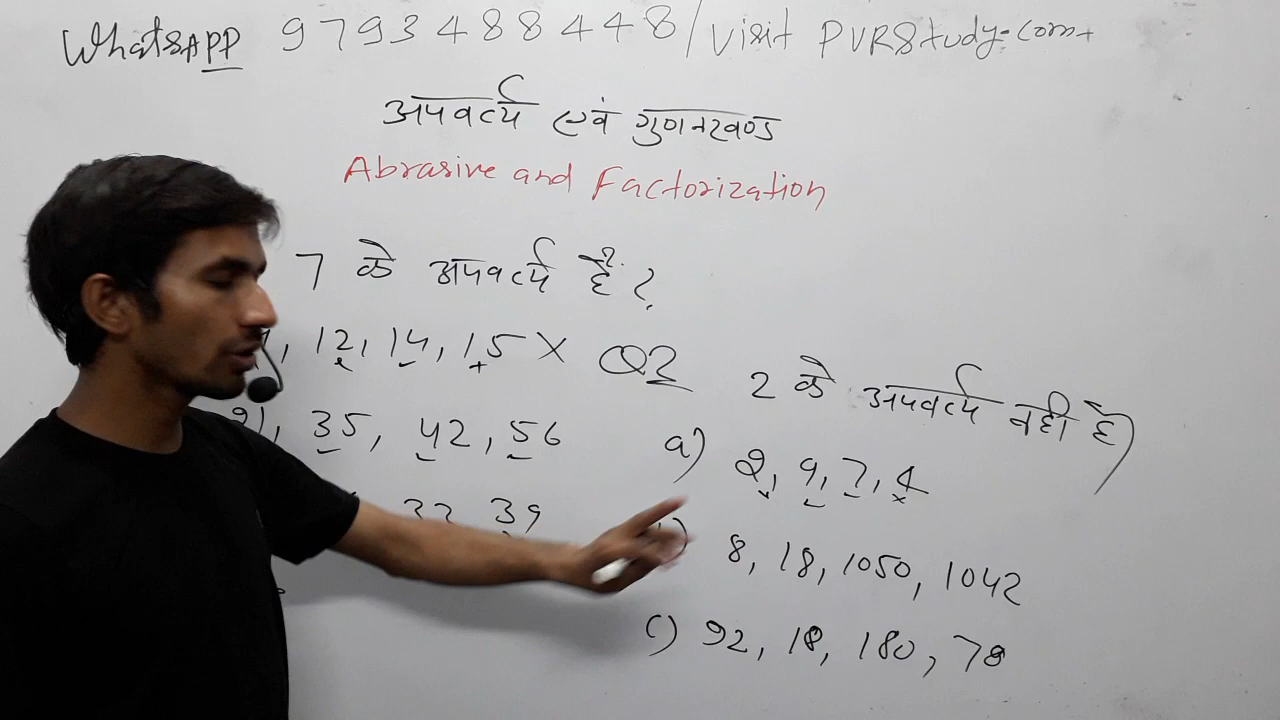 WhatsAPP 9793488448/Visit PVRStudy.com
अपवर्त्य एवं गुणनखण्ड
Abrasive and Factorization
7 के अपवर्त्य हैं?
, 12, 14, 15 X
, 35, 42, 56
39
Q2 2 के अपवर्त्य नही है)
a) 2, 9, 7, 4
8, 18, 1050, 1042
C) 92, 18, 180, 78